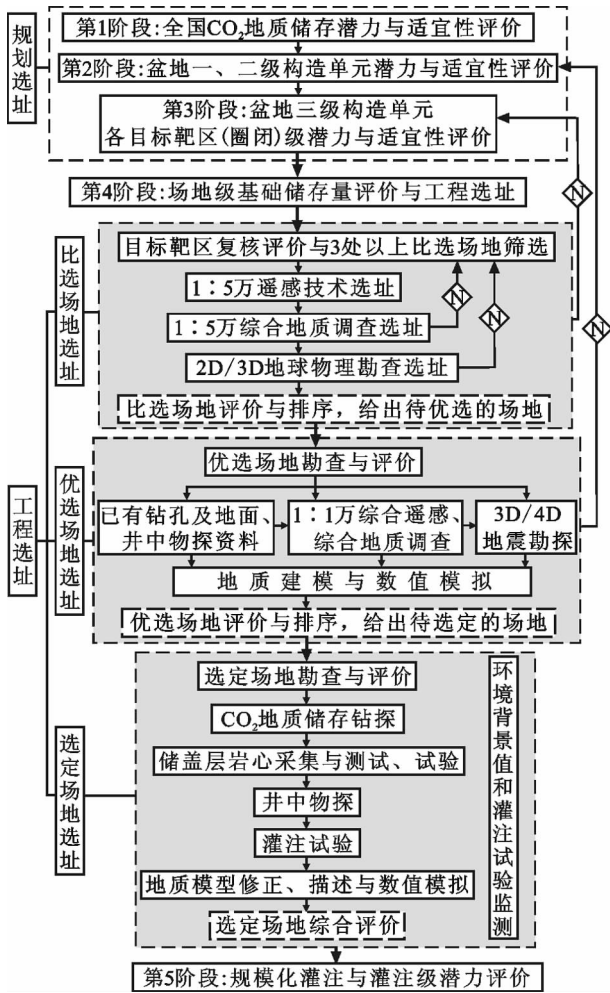 规划选址
第1阶段:全国CO₂地质储存潜力与适宜性评价
第2阶段:盆地一、二级构造单元潜力与适宜性评价
第3阶段:盆地三级构造单元
各目标靶区(圈闭)级潜力与适宜性评价
第4阶段:场地级基础储存量评价与工程选址
N
N
工程选址
比选场地选址
目标靶区复核评价与3处以上比选场地筛选
1:5万遥感技术选址
1:5万综合地质调查选址
2D/3D地球物理勘查选址
N
N
比选场地评价与排序，给出待优选的场地
优选场地选址
优选场地勘查与评价
已有钻孔及地面、
井中物探资料
1:1万综合遥感、
综合地质调查
3D/4D
地震勘探
地质建模与数值模拟
优选场地评价与排序，给出待选定的场地
选定场地选址
选定场地勘查与评价
CO₂地质储存钻探
储盖层岩心采集与测试、试验
井中物探
灌注试验
地质模型修正、描述与数值模拟
选定场地综合评价
环境背景值和灌注试验监测
第5阶段:规模化灌注与灌注级潜力评价